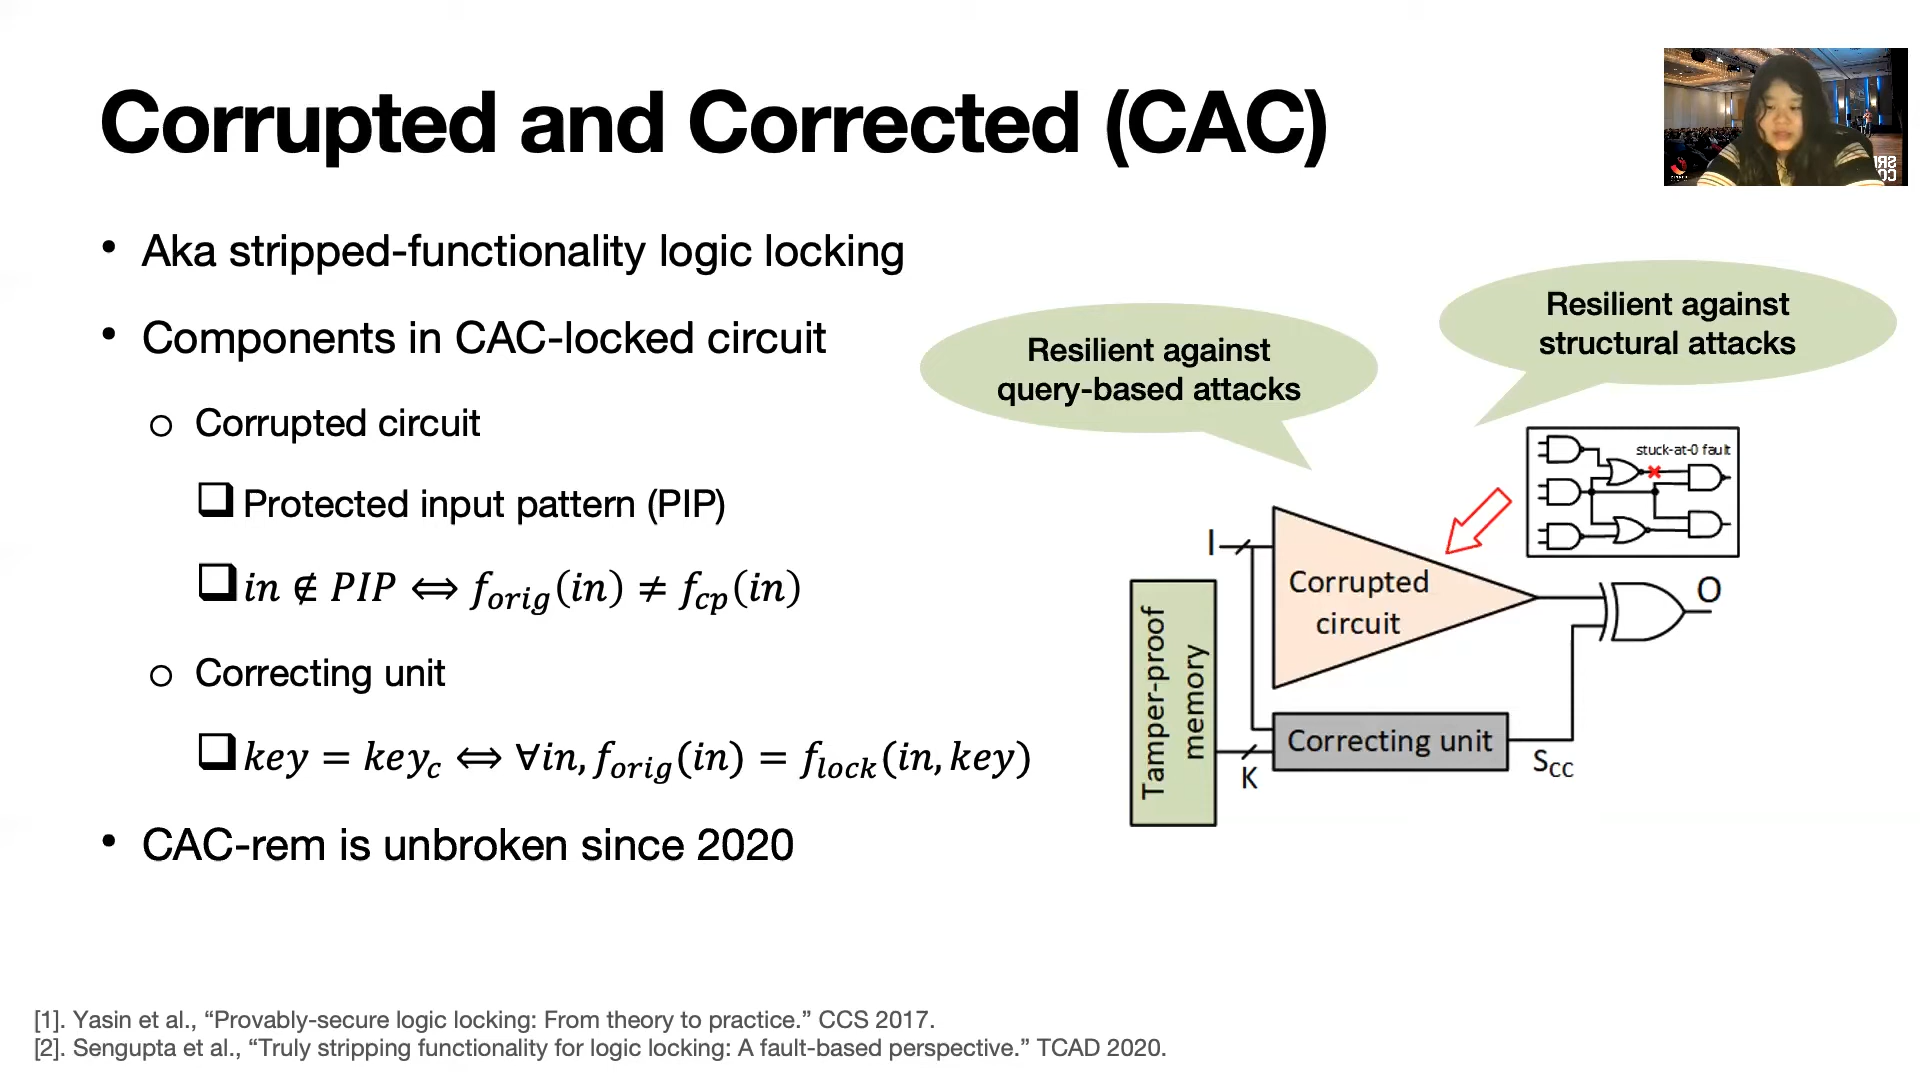 Corrupted and Corrected (CAC)
• Aka stripped-functionality logic locking
• Components in CAC-locked circuit
○ Corrupted circuit
❑ Protected input pattern (PIP)
❑ in ∉ PIP ⟺ f_orig(in) ≠ f_cp(in)
○ Correcting unit
❑ key = key_c ⟺ ∀in, f_orig(in) = f_lock(in, key)
• CAC-rem is unbroken since 2020
Resilient against
query-based attacks
Resilient against
structural attacks
stuck-at-0 fault
I
Corrupted
circuit
O
Tamper-proof
memory
Correcting unit
K
S_CC
[1]. Yasin et al., “Provably-secure logic locking: From theory to practice.” CCS 2017.
[2]. Sengupta et al., “Truly stripping functionality for logic locking: A fault-based perspective.” TCAD 2020.